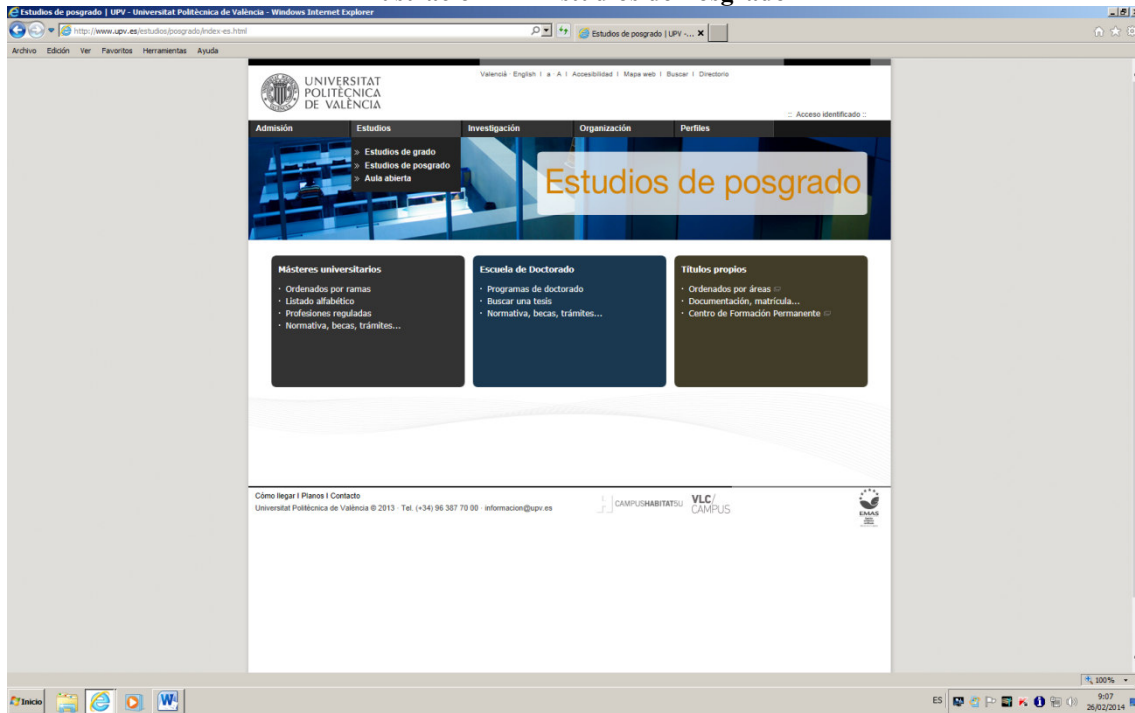 Estudios de posgrado | UPV - Universitat Politècnica de València - Windows Internet Explorer
http://www.upv.es/estudios/posgrado/index-es.html
Estudios de posgrado | UPV -...
Archivo Edición Ver Favoritos Herramientas Ayuda
UNIVERSITAT
POLITÈCNICA
DE VALÈNCIA
Valencià · English | a · A | Accesibilidad | Mapa web | Buscar | Directorio
:: Acceso identificado ::
Admisión Estudios Investigación Organización Perfiles
» Estudios de grado
» Estudios de posgrado
» Aula abierta
Estudios de posgrado
Másteres universitarios
· Ordenados por ramas
· Listado alfabético
· Profesiones reguladas
· Normativa, becas, trámites...
Escuela de Doctorado
· Programas de doctorado
· Buscar una tesis
· Normativa, becas, trámites...
Títulos propios
· Ordenados por áreas
· Documentación, matrícula...
· Centro de Formación Permanente
Cómo llegar | Planos | Contacto
Universitat Politècnica de València © 2013 · Tel. (+34) 96 387 70 00 · informacion@upv.es
CAMPUSHABITAT5U
VLC/
CAMPUS
EMAS
100%
Inicio
ES
9:07
26/02/2014